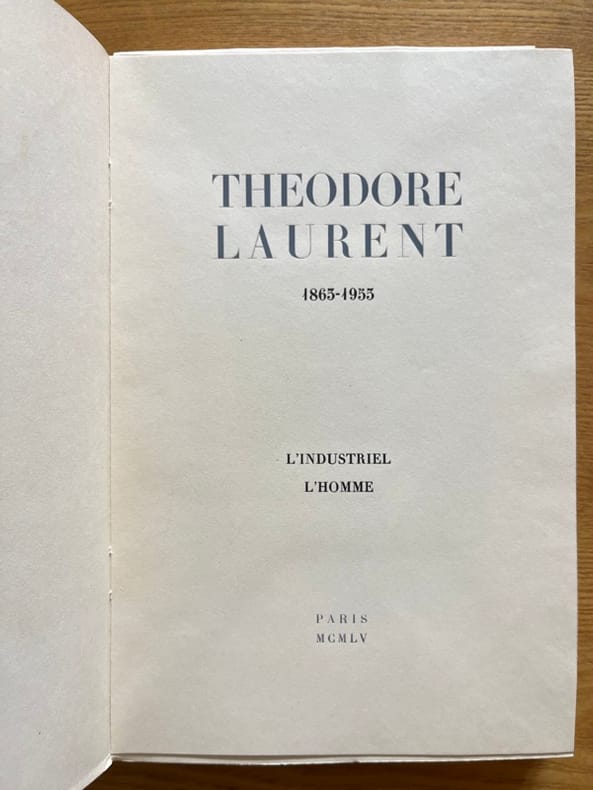 THEODORE
LAURENT
1863-1953
L'INDUSTRIEL
L'HOMME
PARIS
MCMLV